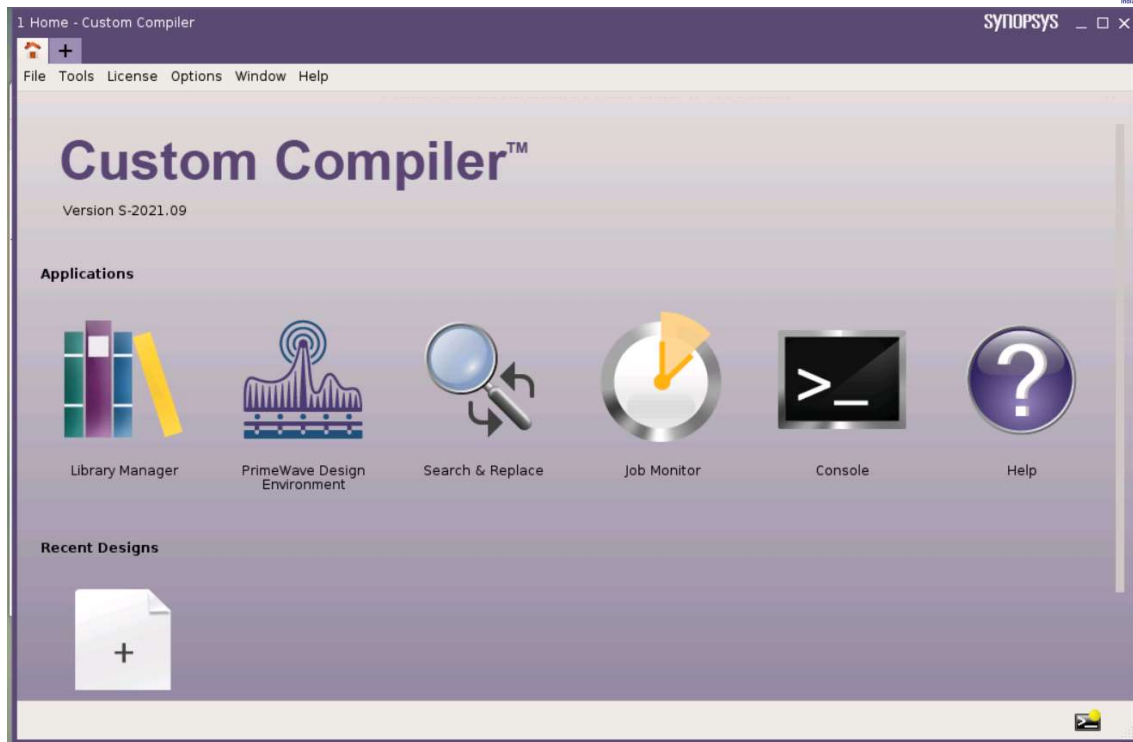 1 Home - Custom Compiler
SYNOPSYS
File Tools License Options Window Help
Custom Compiler™
Version S-2021.09
Applications
Library Manager
PrimeWave Design
Environment
Search & Replace
Job Monitor
Console
Help
Recent Designs